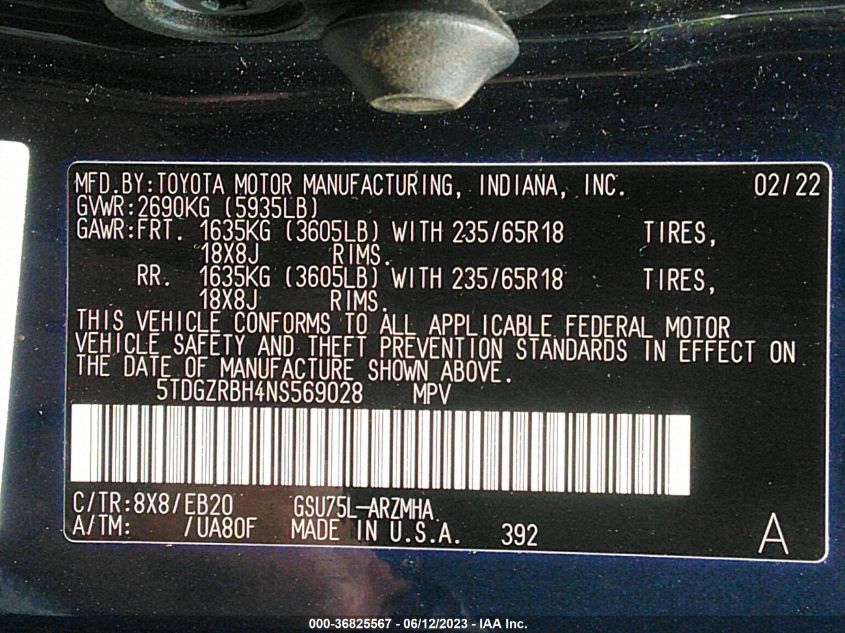 MFD.BY:TOYOTA MOTOR MANUFACTURING, INDIANA, INC. 02/22
GVWR:2690KG (5935LB)
GAWR:FRT. 1635KG (3605LB) WITH 235/65R18 TIRES,
18X8J RIMS.
RR. 1635KG (3605LB) WITH 235/65R18 TIRES,
18X8J RIMS.
THIS VEHICLE CONFORMS TO ALL APPLICABLE FEDERAL MOTOR
VEHICLE SAFETY AND THEFT PREVENTION STANDARDS IN EFFECT ON
THE DATE OF MANUFACTURE SHOWN ABOVE.
5TDGZRBH4NS569028 MPV
C/TR:8X8/EB20 GSU75L-ARZMHA
A/TM: /UA80F MADE IN U.S.A. 392 A
000-36825567 - 06/12/2023 - IAA Inc.